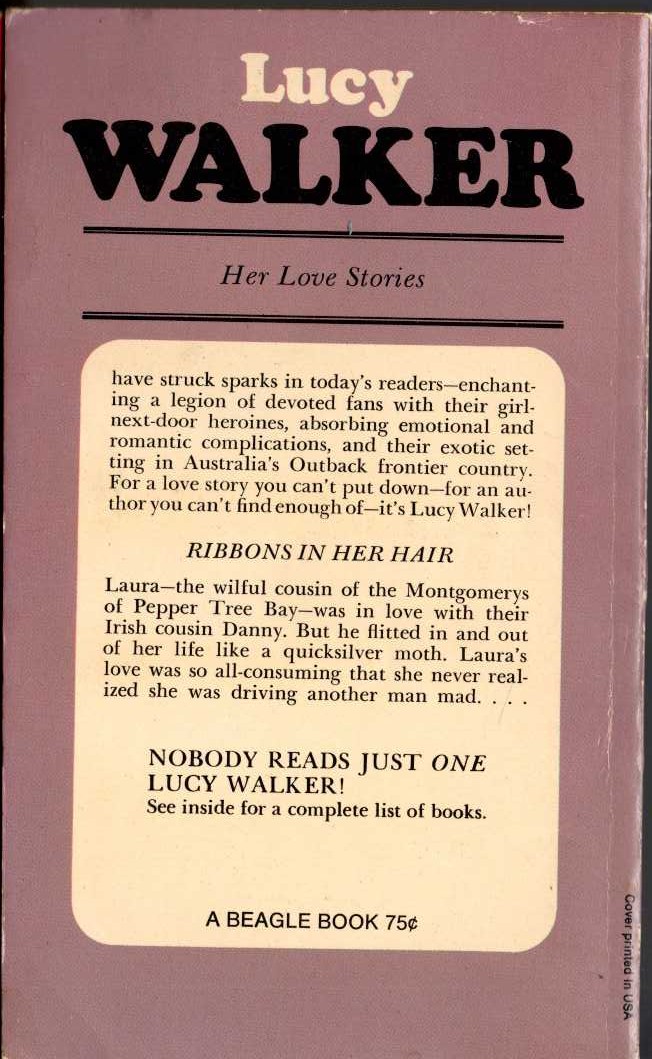 Lucy
WALKER
Her Love Stories
have struck sparks in today's readers—enchant-
ing a legion of devoted fans with their girl-
next-door heroines, absorbing emotional and
romantic complications, and their exotic set-
ting in Australia's Outback frontier country.
For a love story you can't put down—for an au-
thor you can't find enough of—it's Lucy Walker!
RIBBONS IN HER HAIR
Laura—the wilful cousin of the Montgomerys
of Pepper Tree Bay—was in love with their
Irish cousin Danny. But he flitted in and out
of her life like a quicksilver moth. Laura's
love was so all-consuming that she never real-
ized she was driving another man mad. . . .
NOBODY READS JUST ONE
LUCY WALKER!
See inside for a complete list of books.
A BEAGLE BOOK 75¢
Cover printed in USA